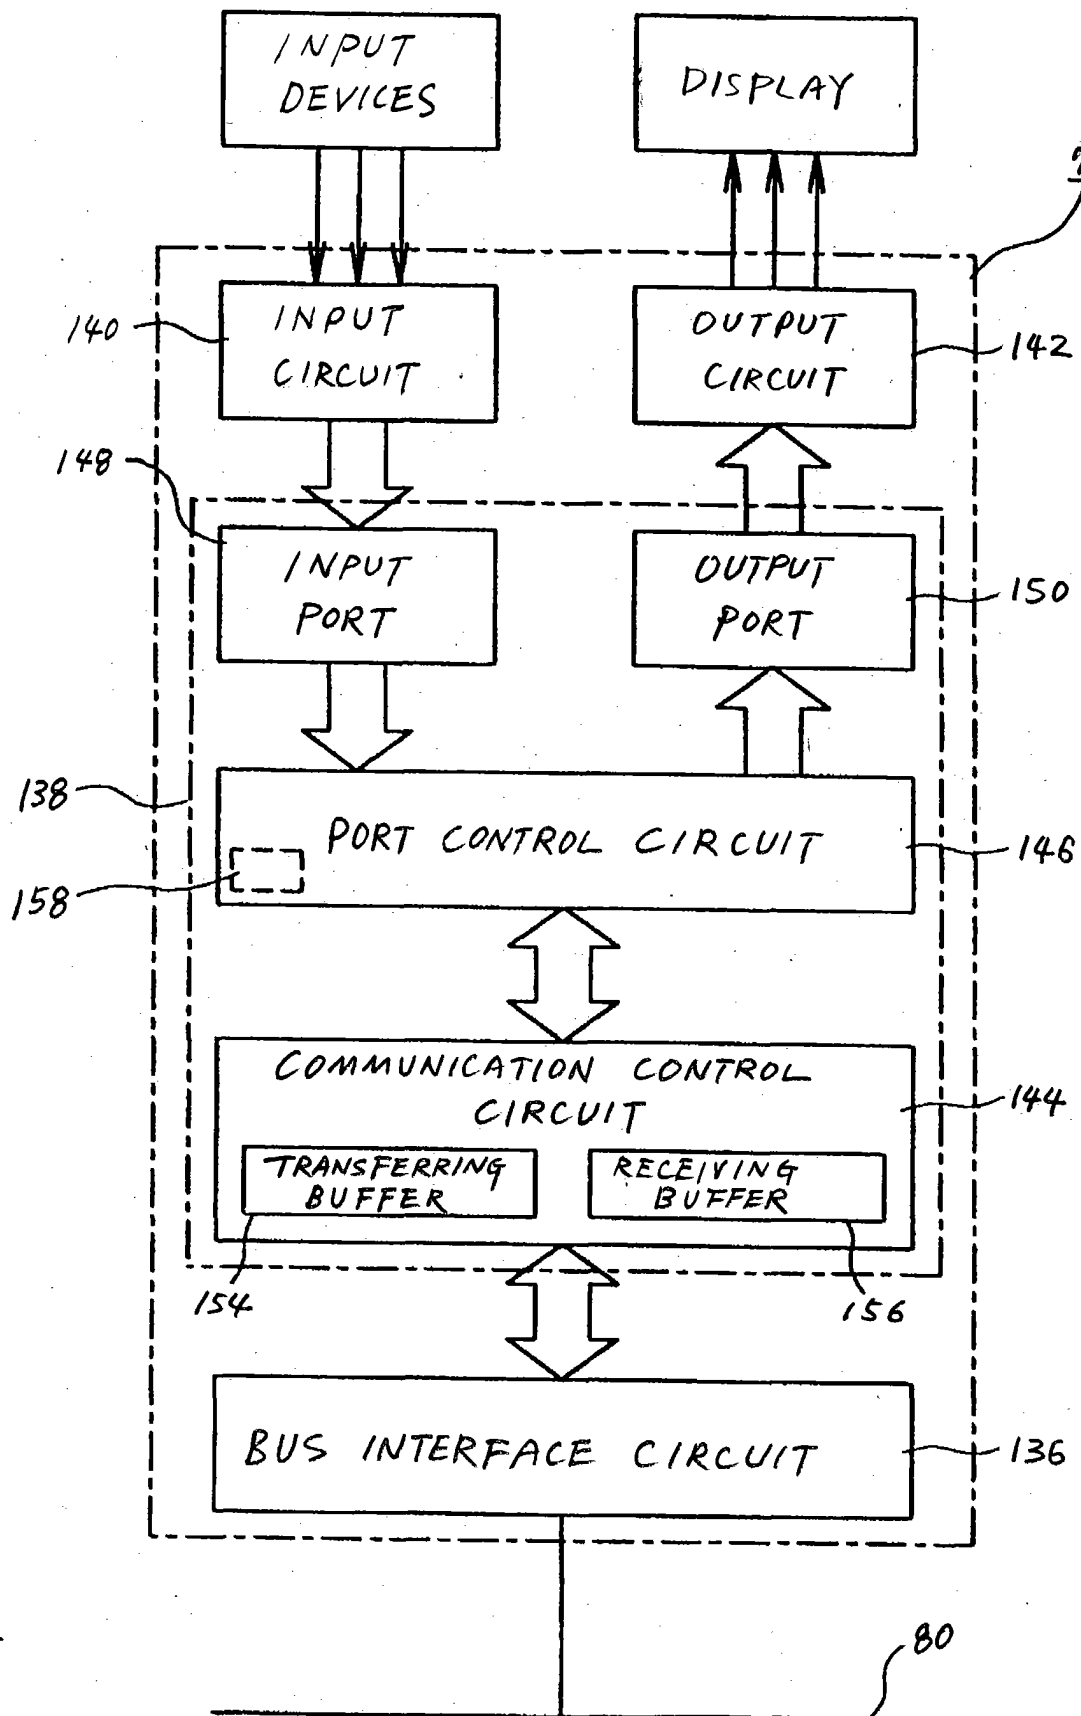 INPUT
DEVICES
DISPLAY
140
INPUT
CIRCUIT
OUTPUT
CIRCUIT
142
148
INPUT
PORT
OUTPUT
PORT
150
138
PORT CONTROL CIRCUIT
146
158
COMMUNICATION CONTROL
CIRCUIT
144
TRANSFERRING
BUFFER
RECEIVING
BUFFER
154
156
BUS INTERFACE CIRCUIT
136
80